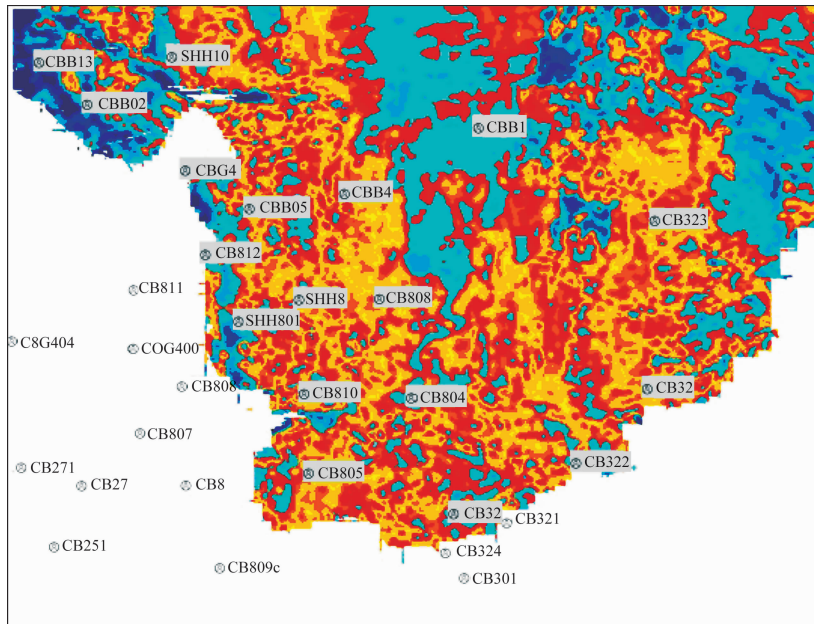 CBB13
SHH10
CBB02
CBB1
CBG4
CBB4
CBB05
CB323
CB812
CB811
SHH8
CB808
SHH801
C8G404
COG400
CB808
CB810
CB804
CB32
CB807
CB271
CB27
CB8
CB805
CB322
CB32
CB321
CB251
CB324
CB809c
CB301